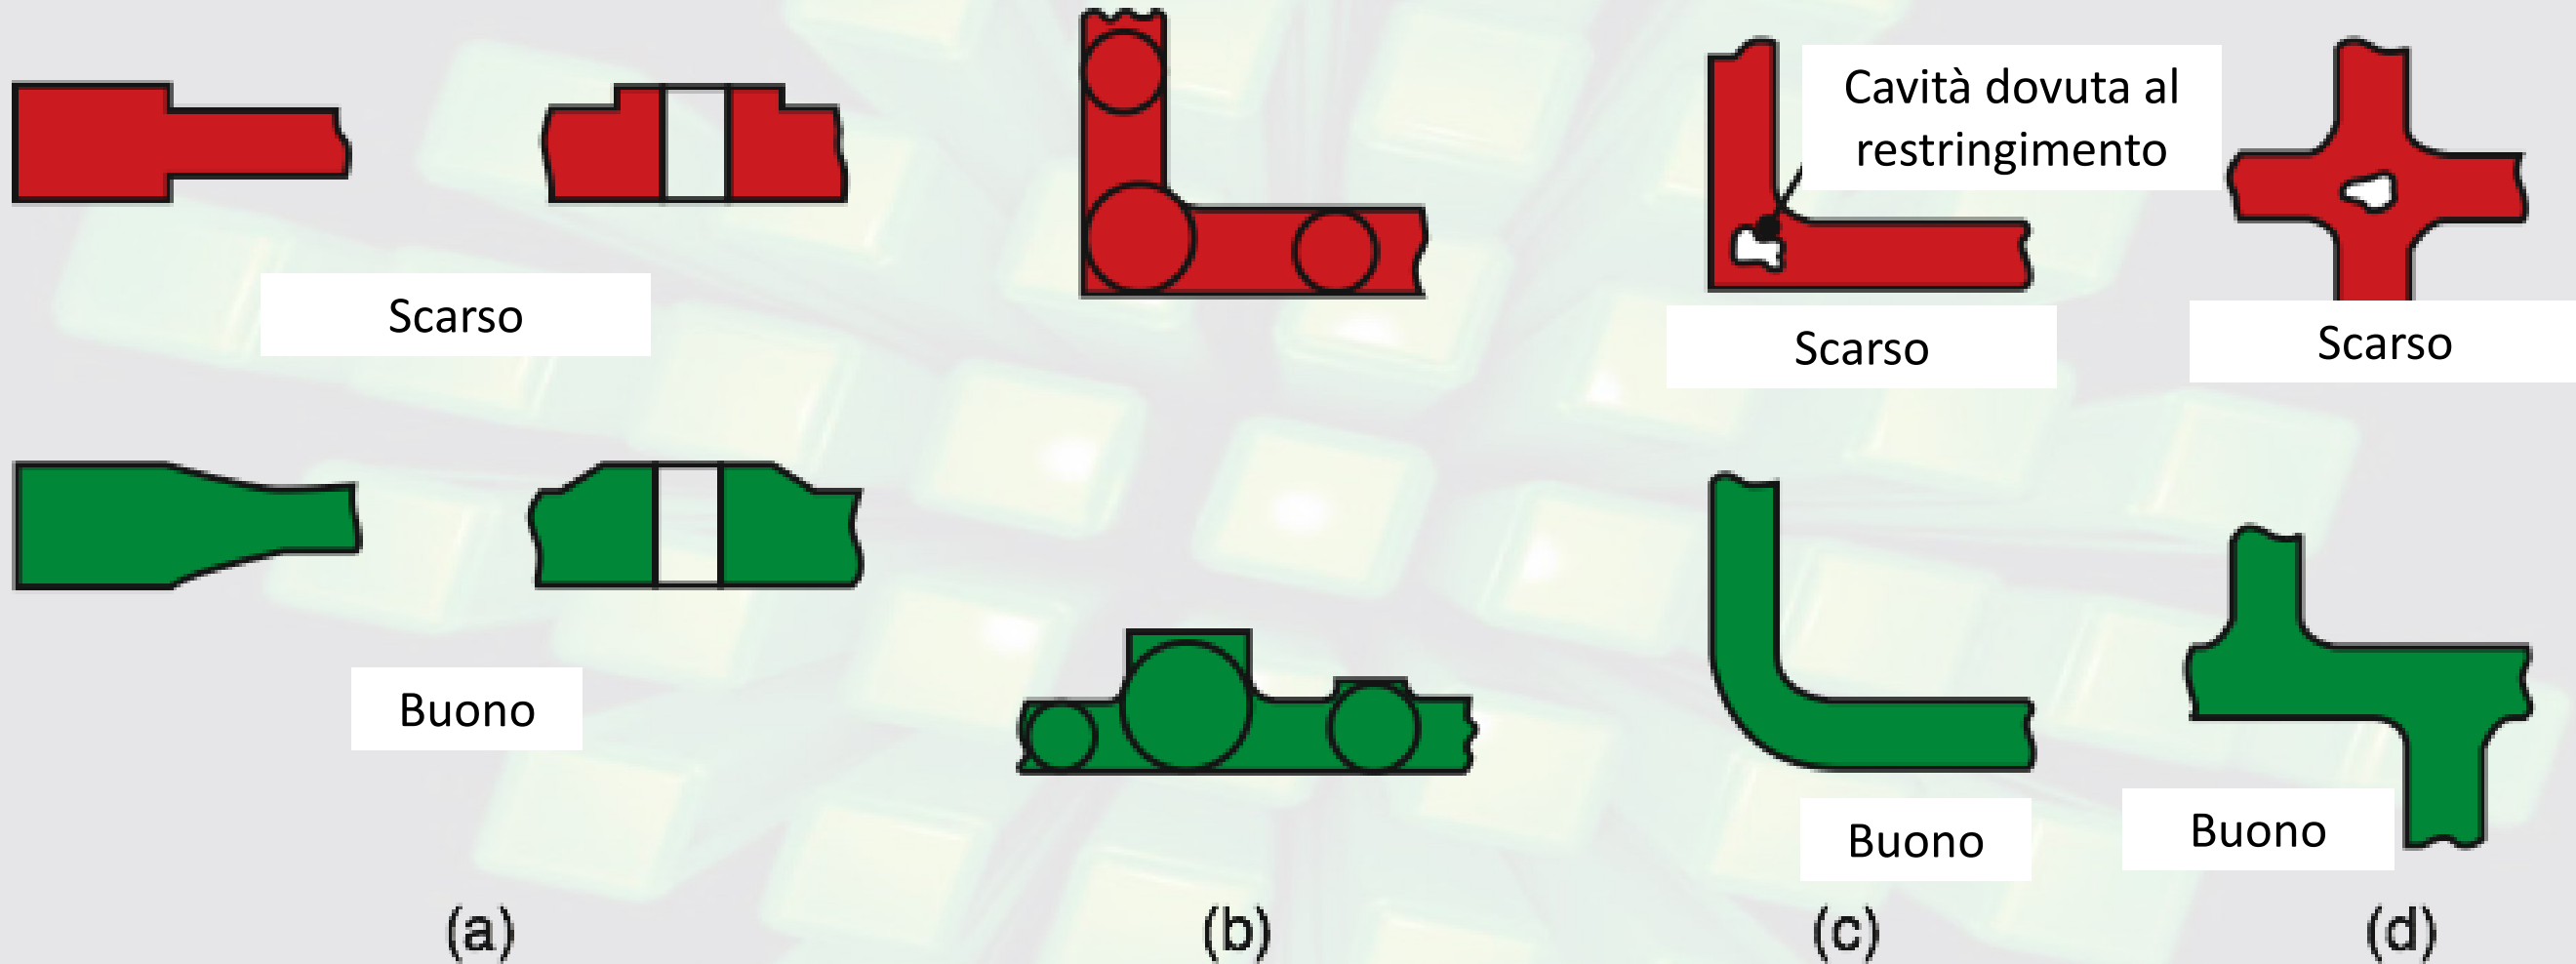 Cavità dovuta al
restringimento
Scarso
Scarso
Scarso
Buono
Buono
Buono
(a)
(b)
(c)
(d)